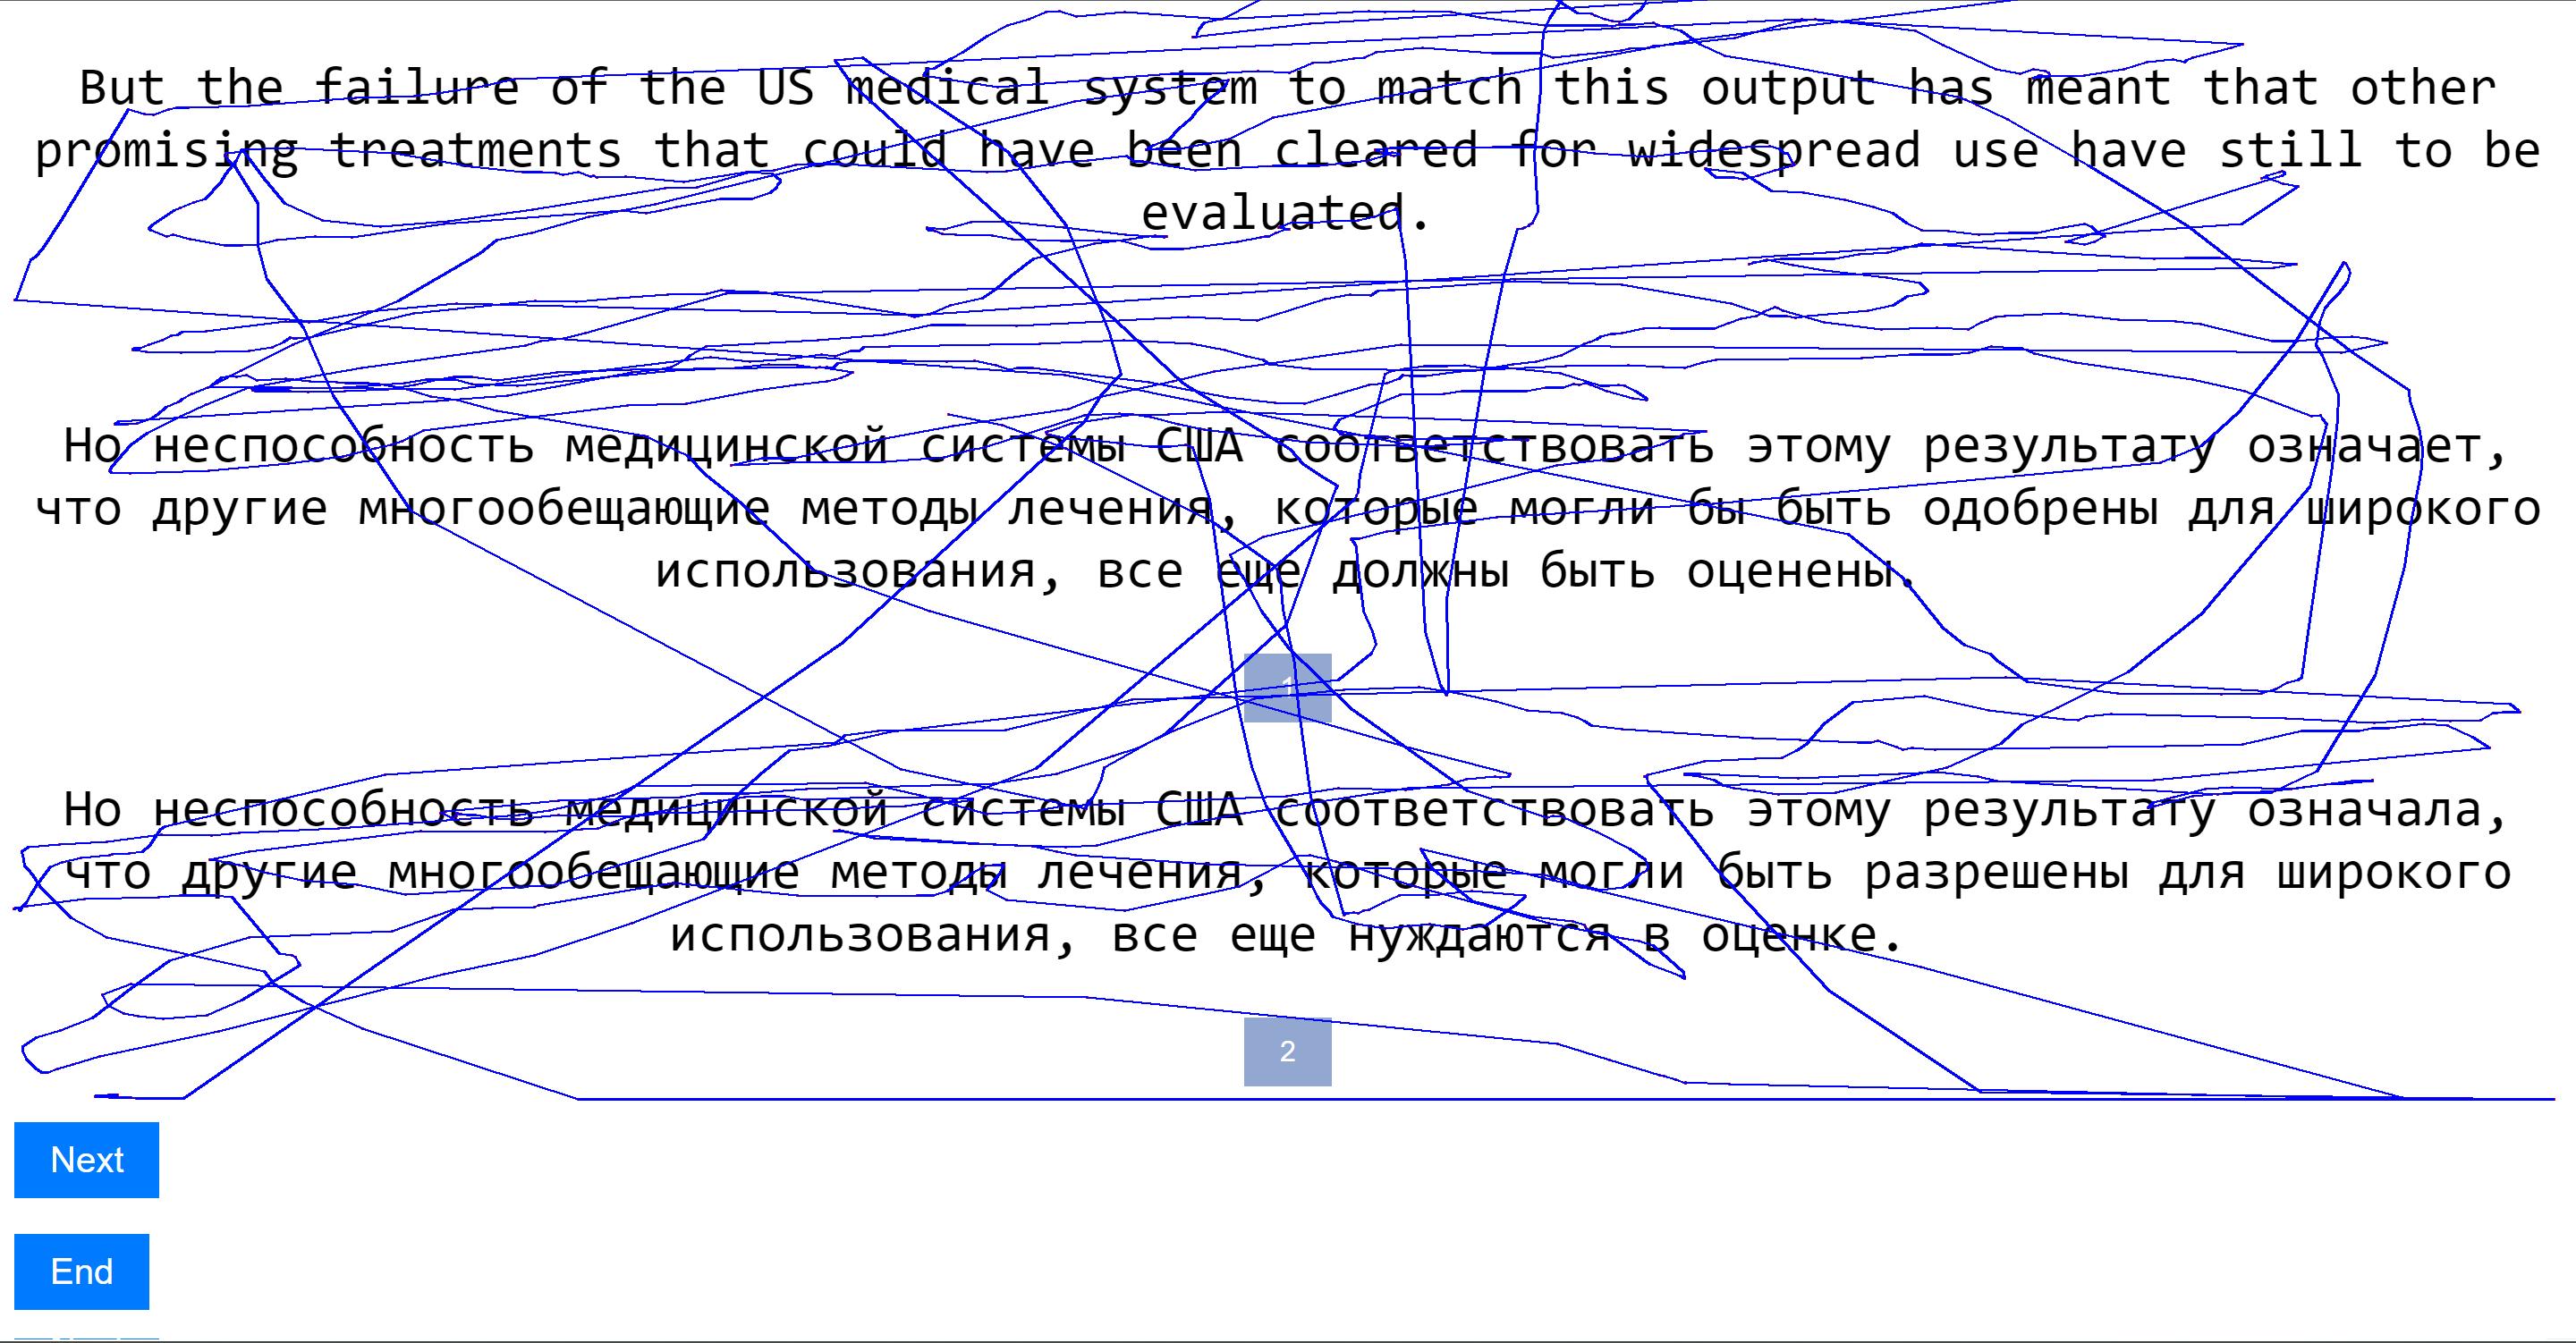 But the failure of the US medical system to match this output has meant that other
promising treatments that could have been cleared for widespread use have still to be
evaluated.
Но неспособность медицинской системы США соответствовать этому результату означает,
что другие многообещающие методы лечения, которые могли бы быть одобрены для широкого
использования, все еще должны быть оценены.
1
Но неспособность медицинской системы США соответствовать этому результату означала,
что другие многообещающие методы лечения, которые могли быть разрешены для широкого
использования, все еще нуждаются в оценке.
2
Next
End